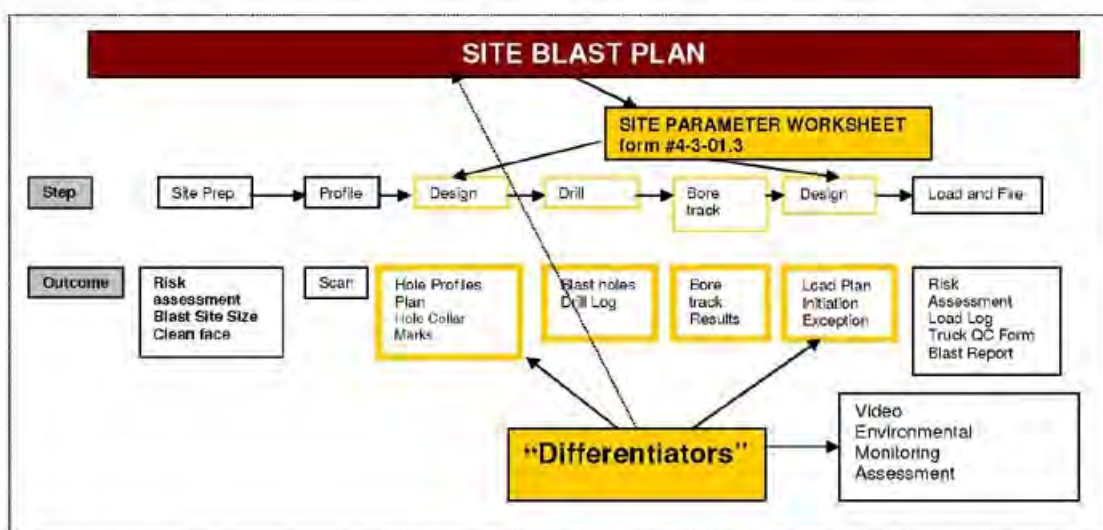 SITE BLAST PLAN
SITE PARAMETER WORKSHEET
form #4-3-01.3
Step
Site Prep
Profile
Design
Drill
Bore
track
Design
Load and Fire
Outcome
Risk
assessment
Blast Site Size
Clean face
Scan
Hole Profiles
Plan
Hole Collar
Marks
Blast holes
Drill Log
Bore
track
Results
Load Plan
Initiation
Exception
Risk
Assessment
Load Log
Truck QC Form
Blast Report
"Differentiators"
Video
Environmental
Monitoring
Assessment